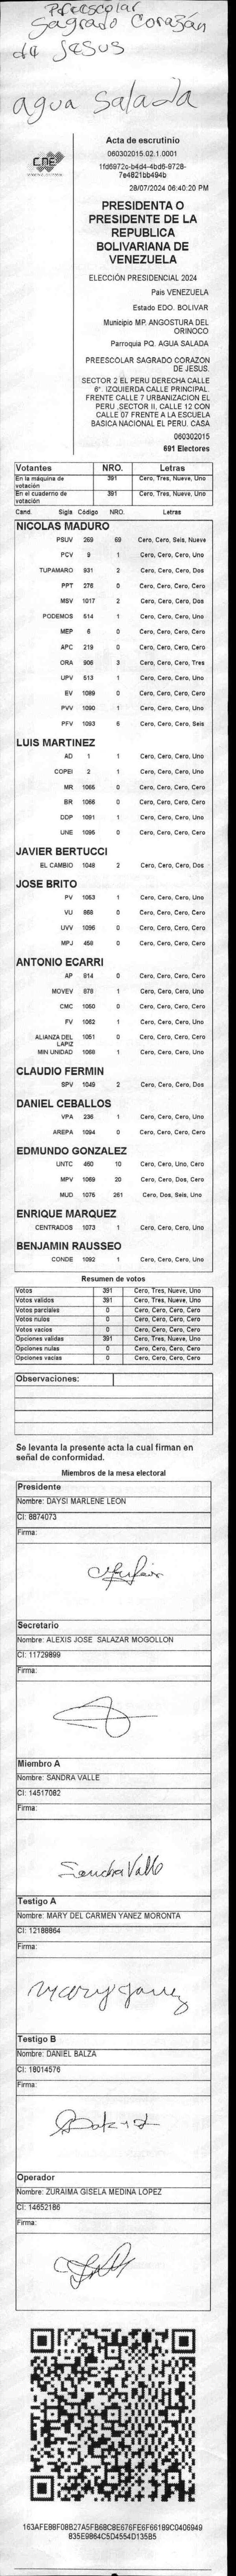 Preescolar
Sagrado Corazón
de Jesus
agua Salada
CNE
Acta de escrutinio
060302015.02.1.0001
1fd6972c-b4d4-4bd6-9728-
7e4821bb494b
28/07/2024 06:40:20 PM
PRESIDENTA O
PRESIDENTE DE LA
REPUBLICA
BOLIVARIANA DE
VENEZUELA
ELECCIÓN PRESIDENCIAL 2024
Pais VENEZUELA
Estado EDO. BOLIVAR
Municipio MP. ANGOSTURA DEL
ORINOCO
Parroquia PQ. AGUA SALADA
PREESCOLAR SAGRADO CORAZON
DE JESUS.
SECTOR 2 EL PERU DERECHA CALLE
6°. IZQUIERDA CALLE PRINCIPAL.
FRENTE CALLE 7 URBANIZACION EL
PERU ,SECTOR II, CALLE 12 CON
CALLE 07 FRENTE A LA ESCUELA
BASICA NACIONAL EL PERU. CASA
060302015
691 Electores
Votantes NRO. Letras
En la máquina de votación 391 Cero, Tres, Nueve, Uno
En el cuaderno de votación 391 Cero, Tres, Nueve, Uno
Cand. Sigla Código NRO. Letras
NICOLAS MADURO
PSUV 269 69 Cero, Cero, Seis, Nueve
PCV 9 1 Cero, Cero, Cero, Uno
TUPAMARO 931 2 Cero, Cero, Cero, Dos
PPT 276 0 Cero, Cero, Cero, Cero
MSV 1017 2 Cero, Cero, Cero, Dos
PODEMOS 514 1 Cero, Cero, Cero, Uno
MEP 6 0 Cero, Cero, Cero, Cero
APC 219 0 Cero, Cero, Cero, Cero
ORA 906 3 Cero, Cero, Cero, Tres
UPV 513 1 Cero, Cero, Cero, Uno
EV 1089 0 Cero, Cero, Cero, Cero
PVV 1090 1 Cero, Cero, Cero, Uno
PFV 1093 6 Cero, Cero, Cero, Seis
LUIS MARTINEZ
AD 1 1 Cero, Cero, Cero, Uno
COPEI 2 1 Cero, Cero, Cero, Uno
MR 1065 0 Cero, Cero, Cero, Cero
BR 1066 0 Cero, Cero, Cero, Cero
DDP 1091 1 Cero, Cero, Cero, Uno
UNE 1095 0 Cero, Cero, Cero, Cero
JAVIER BERTUCCI
EL CAMBIO 1048 2 Cero, Cero, Cero, Dos
JOSE BRITO
PV 1053 1 Cero, Cero, Cero, Uno
VU 868 0 Cero, Cero, Cero, Cero
UVV 1096 0 Cero, Cero, Cero, Cero
MPJ 458 0 Cero, Cero, Cero, Cero
ANTONIO ECARRI
AP 814 0 Cero, Cero, Cero, Cero
MOVEV 878 1 Cero, Cero, Cero, Uno
CMC 1050 0 Cero, Cero, Cero, Cero
FV 1062 1 Cero, Cero, Cero, Uno
ALIANZA DEL LAPIZ 1051 0 Cero, Cero, Cero, Cero
MIN UNIDAD 1088 1 Cero, Cero, Cero, Uno
CLAUDIO FERMIN
SPV 1049 2 Cero, Cero, Cero, Dos
DANIEL CEBALLOS
VPA 236 1 Cero, Cero, Cero, Uno
AREPA 1094 0 Cero, Cero, Cero, Cero
EDMUNDO GONZALEZ
UNTC 460 10 Cero, Cero, Uno, Cero
MPV 1069 20 Cero, Cero, Dos, Cero
MUD 1075 261 Cero, Dos, Seis, Uno
ENRIQUE MARQUEZ
CENTRADOS 1073 1 Cero, Cero, Cero, Uno
BENJAMIN RAUSSEO
CONDE 1092 1 Cero, Cero, Cero, Uno
Resumen de votos
Votos 391 Cero, Tres, Nueve, Uno
Votos validos 391 Cero, Tres, Nueve, Uno
Votos parciales 0 Cero, Cero, Cero, Cero
Votos nulos 0 Cero, Cero, Cero, Cero
Votos vacios 0 Cero, Cero, Cero, Cero
Opciones validas 391 Cero, Tres, Nueve, Uno
Opciones nulas 0 Cero, Cero, Cero, Cero
Opciones vacias 0 Cero, Cero, Cero, Cero
Observaciones:
Se levanta la presente acta la cual firman en
señal de conformidad.
Miembros de la mesa electoral
Presidente
Nombre: DAYSI MARLENE LEON
CI: 8874073
Firma:
Secretario
Nombre: ALEXIS JOSE SALAZAR MOGOLLON
CI: 11729899
Firma:
Miembro A
Nombre: SANDRA VALLE
CI: 14517082
Firma:
Sandra Valle
Testigo A
Nombre: MARY DEL CARMEN YANEZ MORONTA
CI: 12188864
Firma:
Mary Yanez
Testigo B
Nombre: DANIEL BALZA
CI: 18014576
Firma:
Operador
Nombre: ZURAIMA GISELA MEDINA LOPEZ
CI: 14652186
Firma:
163AFE88F08B27A5FB68C8E676FE6F66189C0406949
835E9864C5D4554D135B5